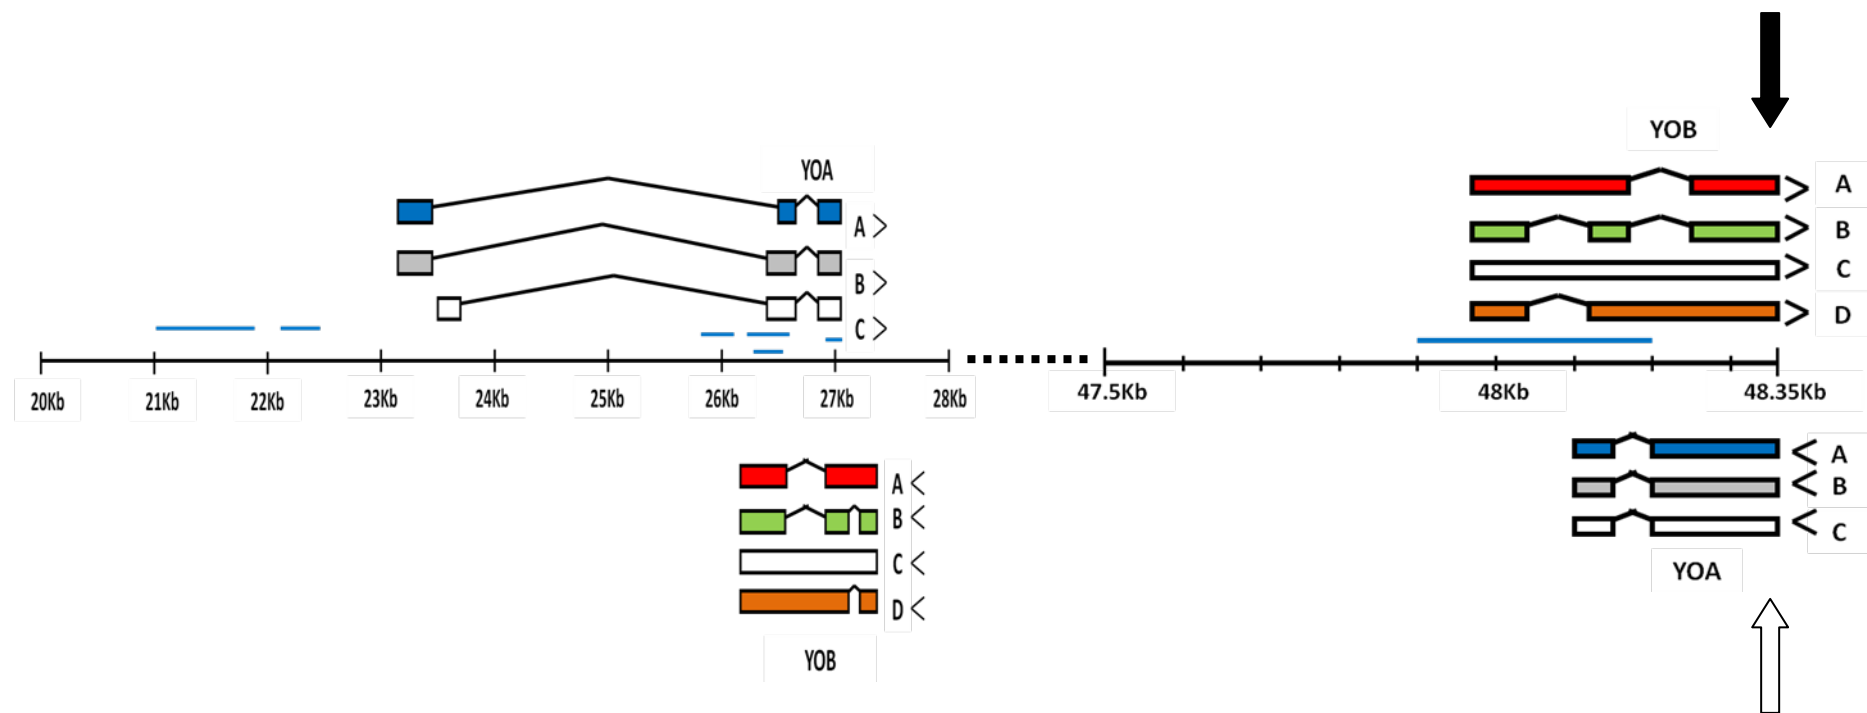 YOB
YOA
A >
B >
C >
A
B
C
D
20Kb 21Kb 22Kb 23Kb 24Kb 25Kb 26Kb 27Kb 28Kb 47.5Kb 48Kb 48.35Kb
A <
B <
C <
D <
YOB
A
B
C
YOA